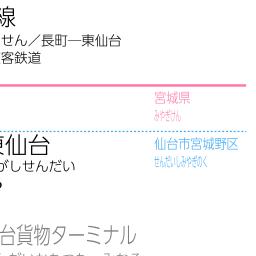 線
せん／長町―東仙台
客鉄道
宮城県
みやぎけん
東仙台
がしせんだい
仙台市宮城野区
せんだいしみやぎのく
台貨物ターミナル